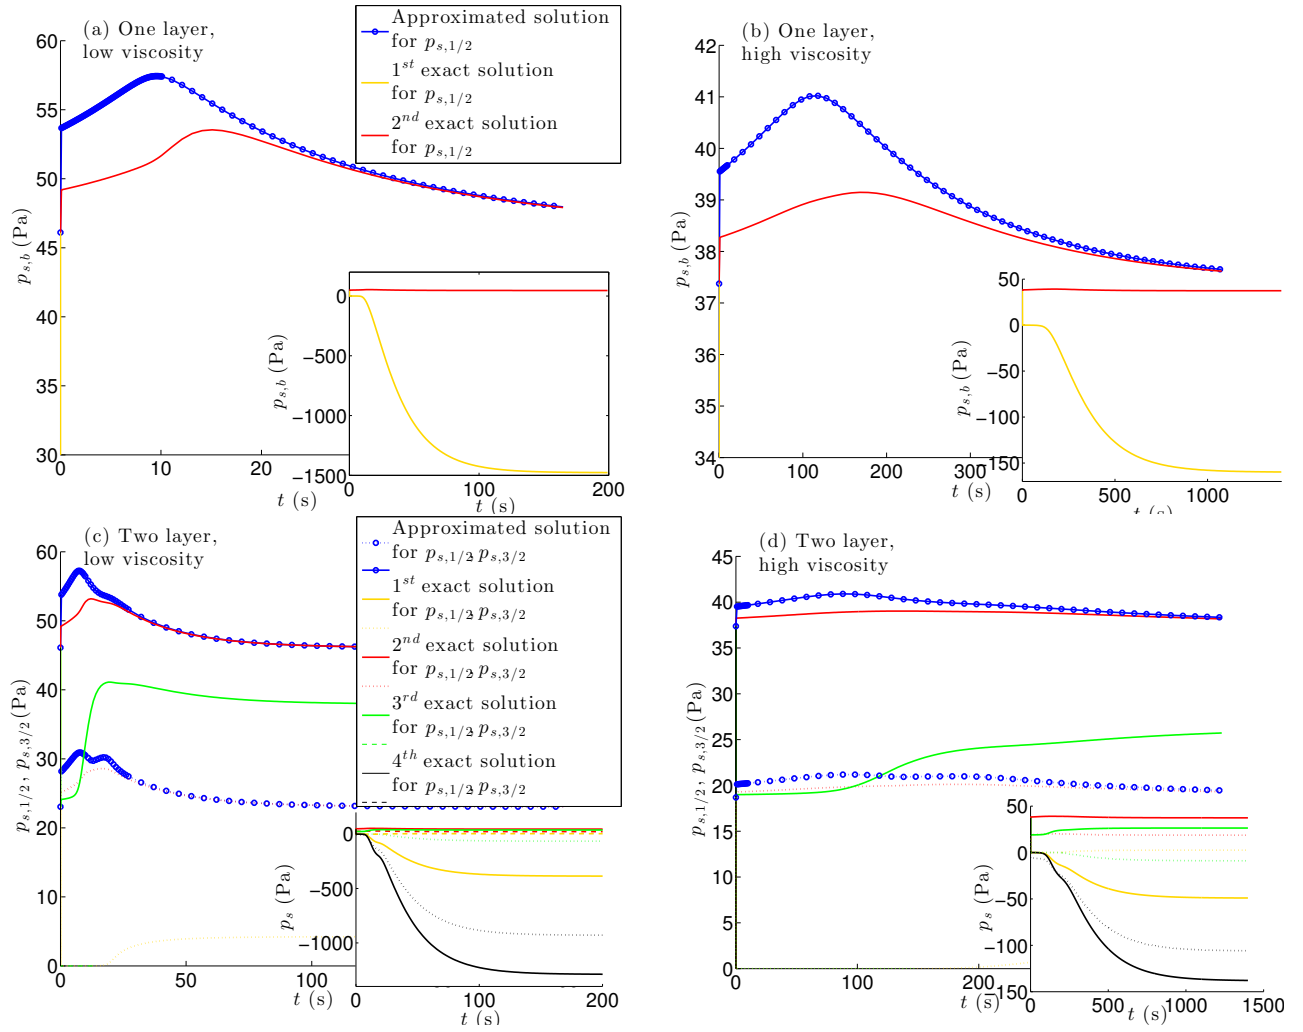 (a) One layer,
low viscosity
Approximated solution
for p_{s,1/2}
1^{st} exact solution
for p_{s,1/2}
2^{nd} exact solution
for p_{s,1/2}
60
55
50
45
40
35
30
p_{s,b} (Pa)
0
10
20
t (s)
0
−500
−1000
−1500
p_{s,b} (Pa)
0
100
200
t (s)
(b) One layer,
high viscosity
42
41
40
39
38
37
36
35
34
p_{s,b} (Pa)
0
100
200
300
t (s)
50
0
−50
−100
−150
p_{s,b} (Pa)
0
500
1000
t (s)
(c) Two layer,
low viscosity
Approximated solution
for p_{s,1/2}, p_{s,3/2}
1^{st} exact solution
for p_{s,1/2}, p_{s,3/2}
2^{nd} exact solution
for p_{s,1/2}, p_{s,3/2}
3^{rd} exact solution
for p_{s,1/2}, p_{s,3/2}
4^{th} exact solution
for p_{s,1/2}, p_{s,3/2}
60
50
40
30
20
10
0
p_{s,1/2}, p_{s,3/2} (Pa)
0
50
100
t (s)
0
−500
−1000
p_s (Pa)
0
100
200
t (s)
(d) Two layer,
high viscosity
45
40
35
30
25
20
15
10
5
0
p_{s,1/2}, p_{s,3/2} (Pa)
0
200
t (s)
50
0
−50
−100
−150
p_s (Pa)
0
500
1000
1500
t (s)